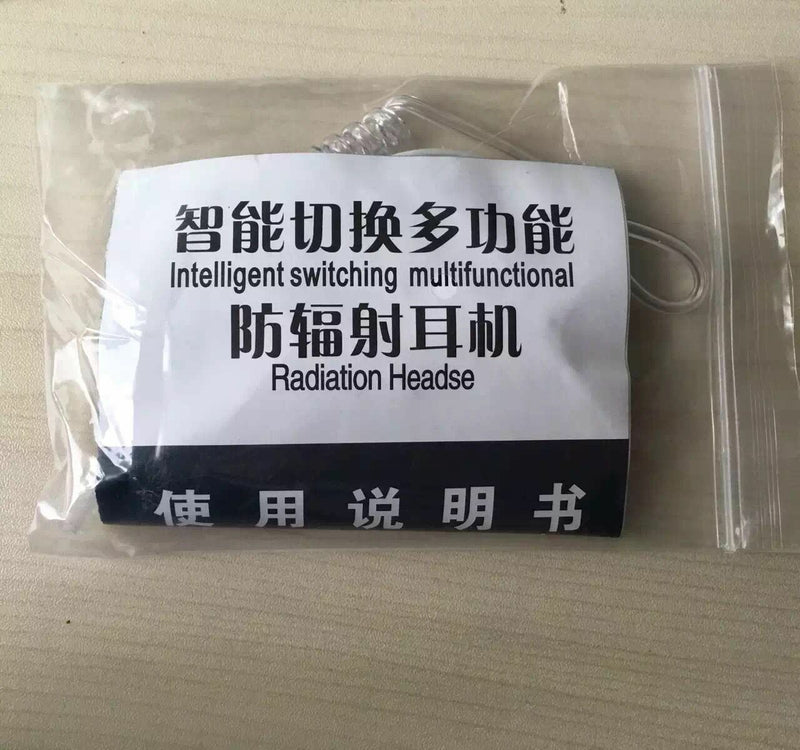 智能切换多功能
Intelligent switching multifunctional
防辐射耳机
Radiation Headse
使用说明书